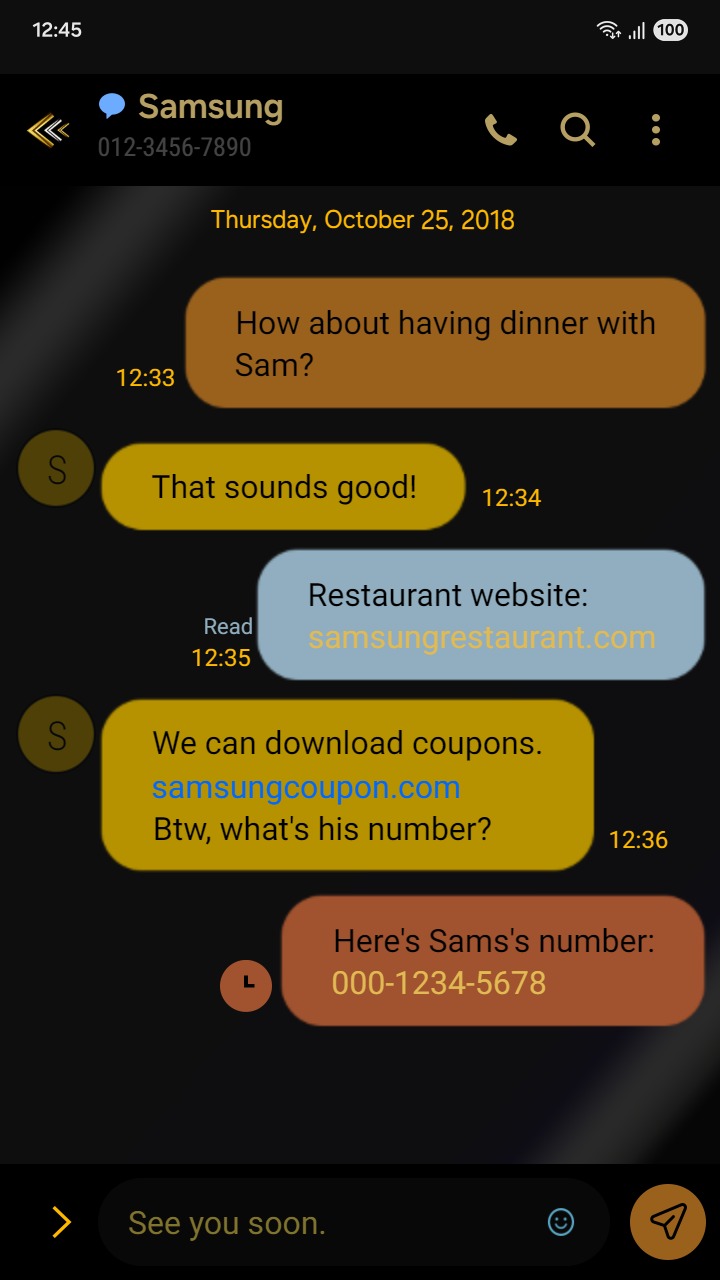 12:45
100
Samsung
012-3456-7890
Thursday, October 25, 2018
How about having dinner with
Sam?
12:33
S
That sounds good!
12:34
Restaurant website:
samsungrestaurant.com
Read
12:35
S
We can download coupons.
samsungcoupon.com
Btw, what's his number?
12:36
Here's Sams's number:
000-1234-5678
See you soon.